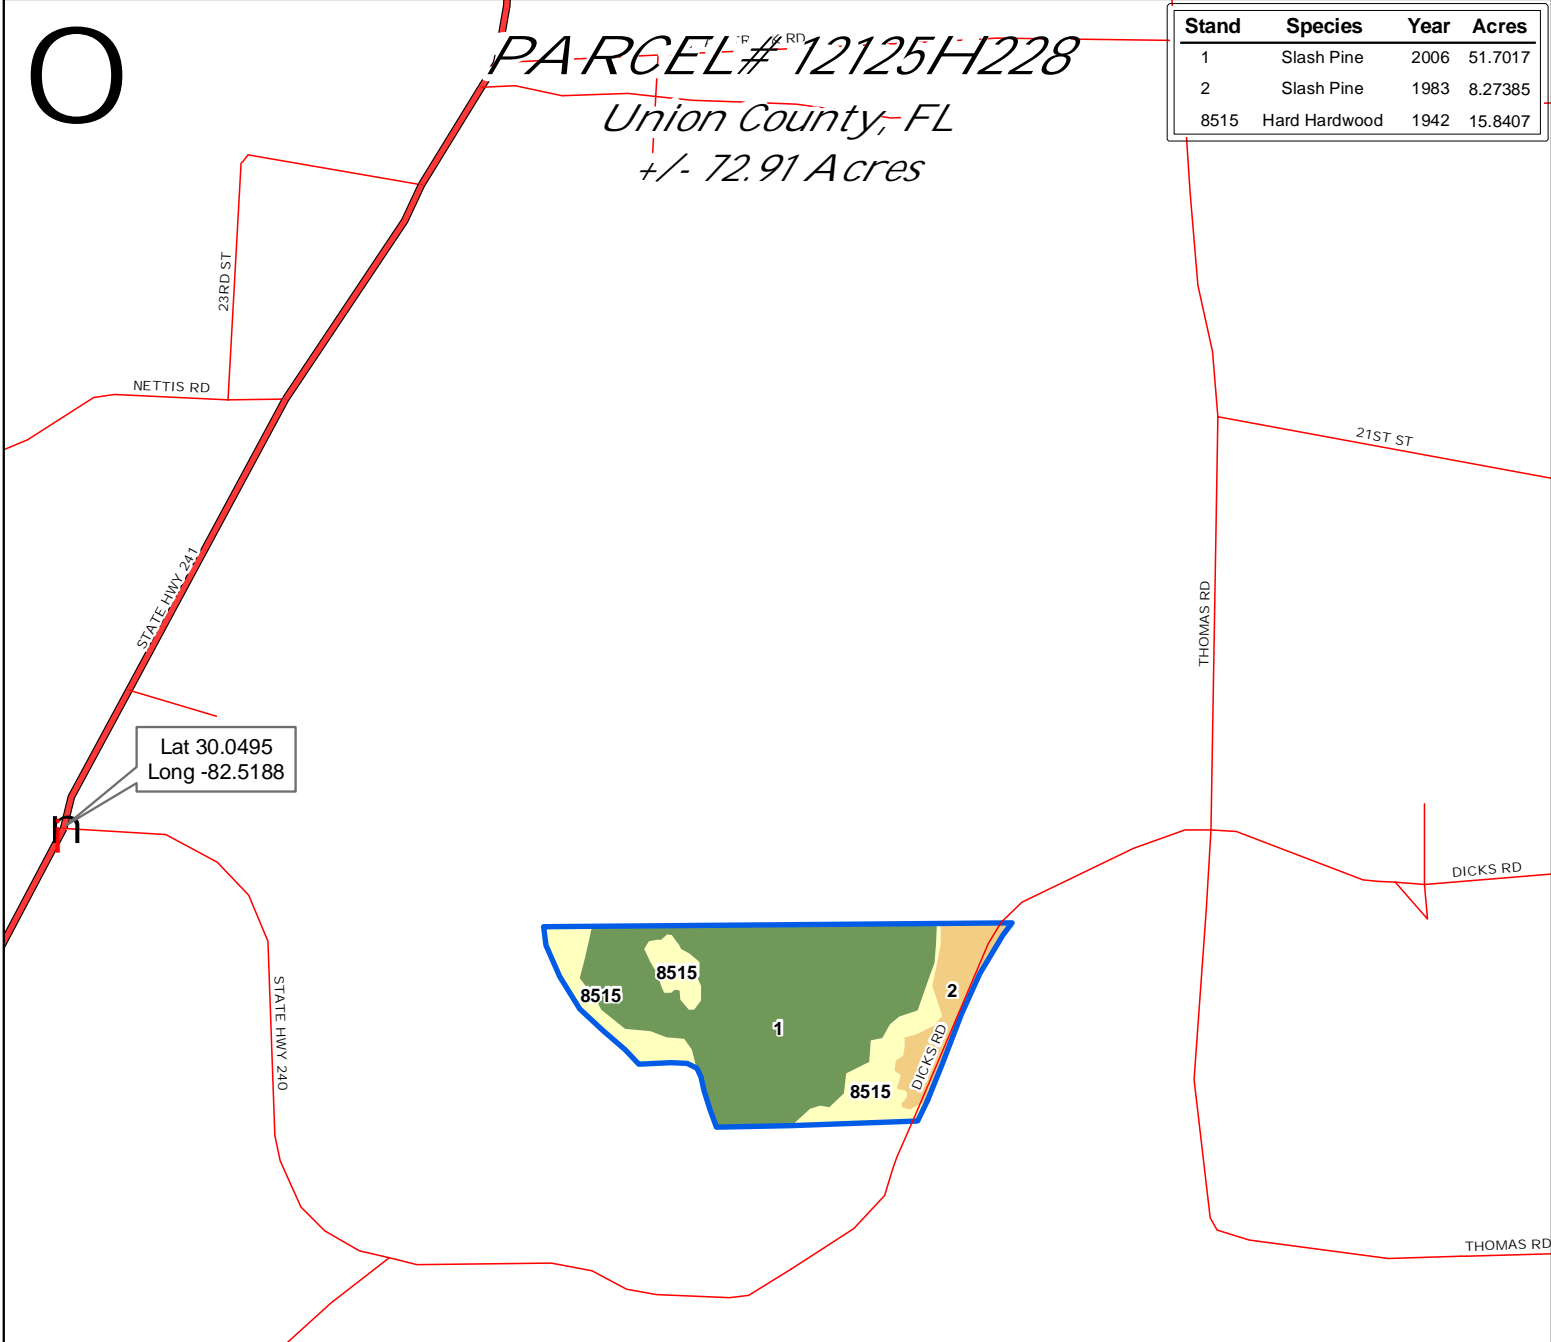 O
PARCEL# 12125H228
Union County, FL
+/- 72.91 Acres
Stand Species Year Acres
1 Slash Pine 2006 51.7017
2 Slash Pine 1983 8.27385
8515 Hard Hardwood 1942 15.8407
RD
23RD ST
NETTIS RD
21ST ST
STATE HWY 241
THOMAS RD
Lat 30.0495
Long -82.5188
n
DICKS RD
8515
8515
2
1
STATE HWY 240
DICKS RD
8515
THOMAS RD